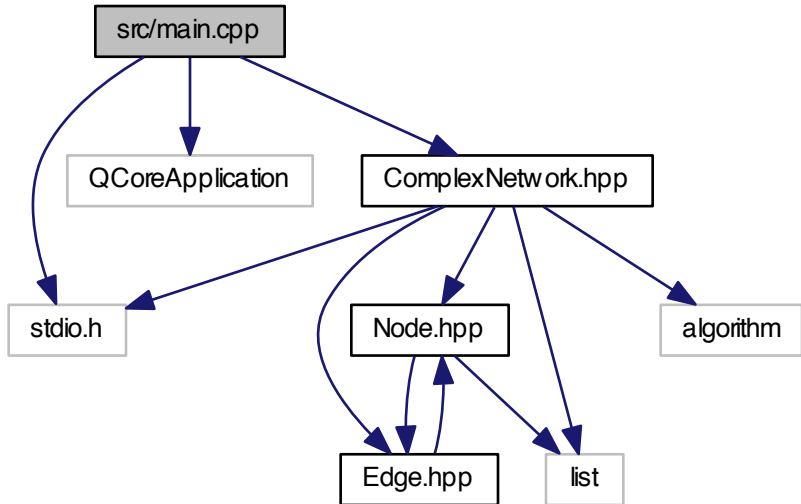 src/main.cpp
QCoreApplication
ComplexNetwork.hpp
stdio.h
Node.hpp
algorithm
Edge.hpp
list